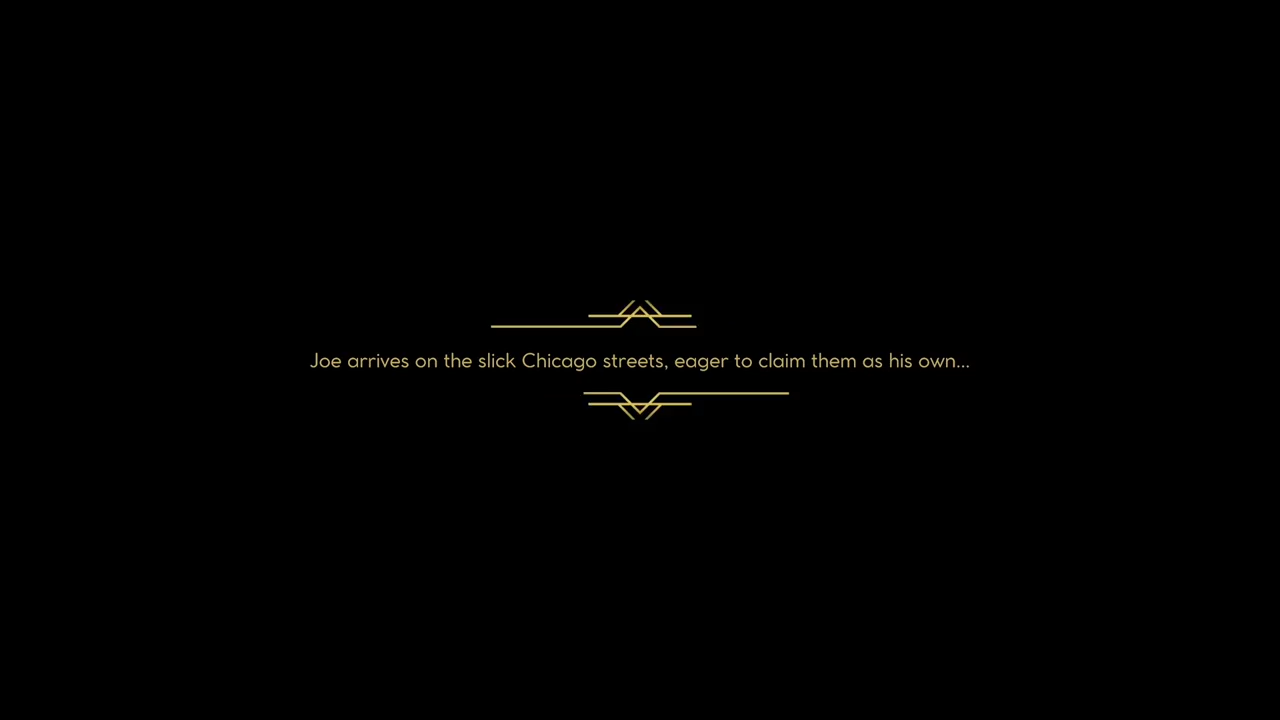 Joe arrives on the slick Chicago streets, eager to claim them as his own...